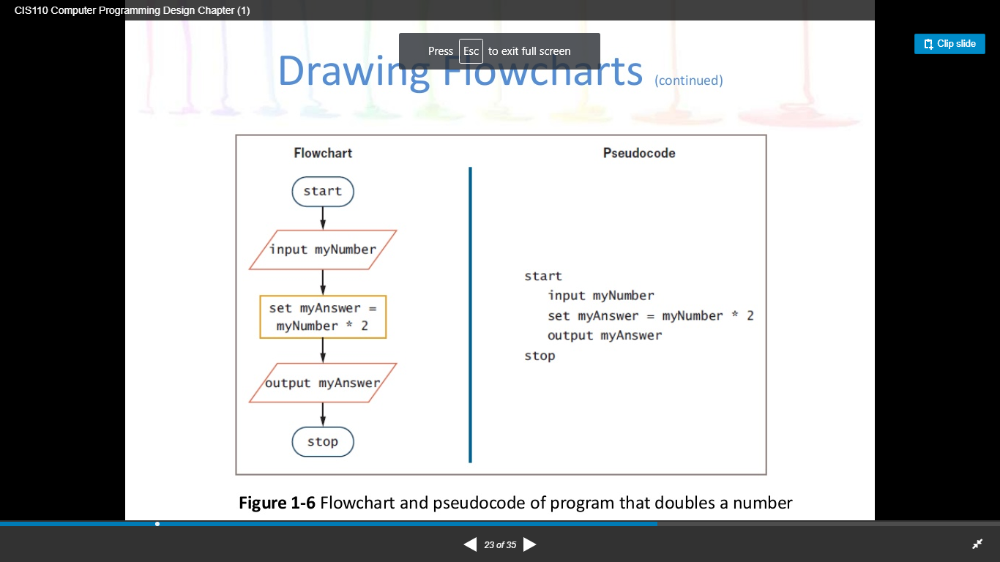 CIS110 Computer Programming Design Chapter (1)
Clip slide
Press Esc to exit full screen
Drawing Flowcharts (continued)
Flowchart
start
input myNumber
set myAnswer =
myNumber * 2
output myAnswer
stop
Pseudocode
start
input myNumber
set myAnswer = myNumber * 2
output myAnswer
stop
Figure 1-6 Flowchart and pseudocode of program that doubles a number
23 of 35